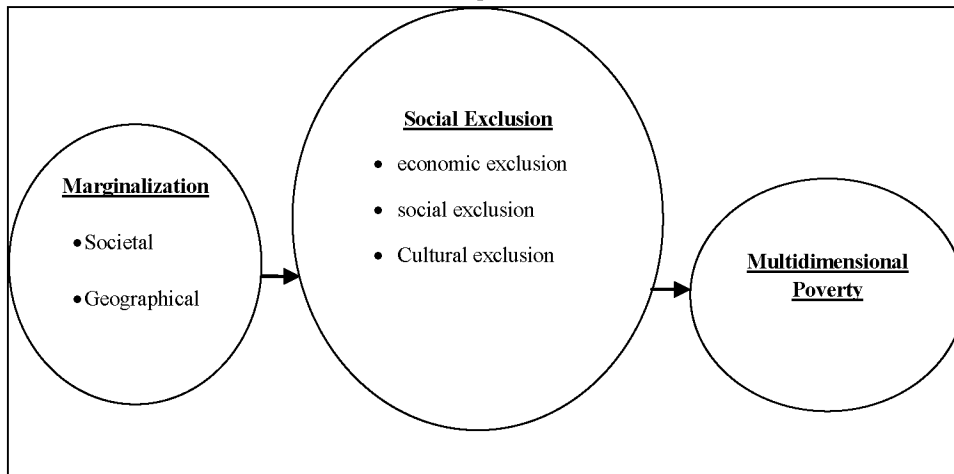 Marginalization
• Societal
• Geographical
Social Exclusion
• economic exclusion
• social exclusion
• Cultural exclusion
Multidimensional
Poverty